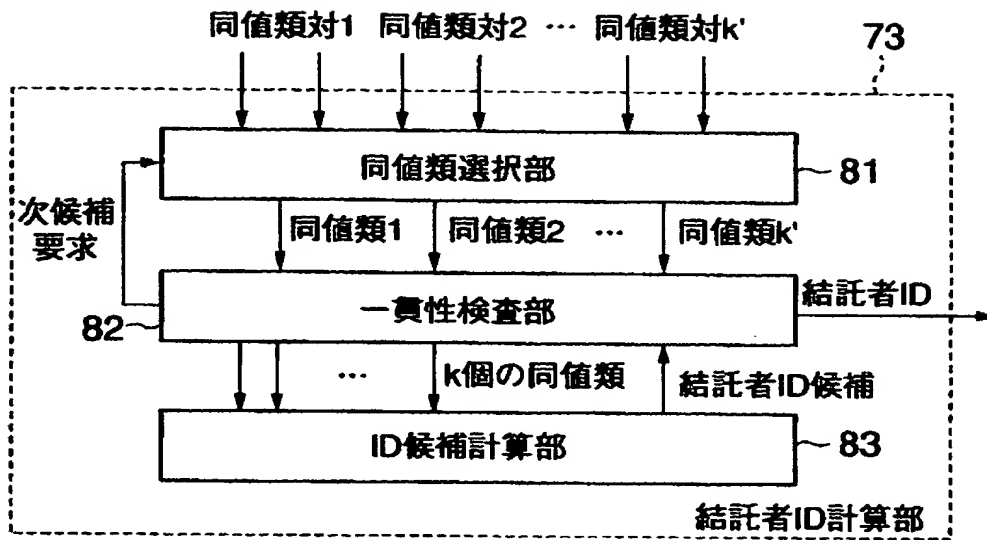 同値類対1 同値類対2 … 同値類対k'
73
同値類選択部
81
次候補
要求
同値類1 同値類2 … 同値類k'
一貫性検査部
結託者ID
82
… k個の同値類 結託者ID候補
ID候補計算部
83
結託者ID計算部